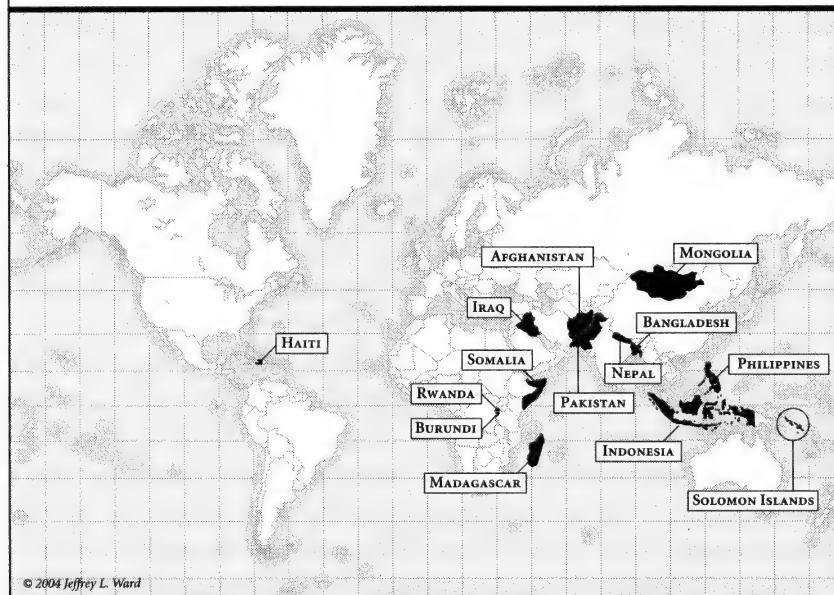 AFGHANISTAN
MONGOLIA
IRAQ
BANGLADESH
HAITI
SOMALIA
NEPAL
PHILIPPINES
RWANDA
PAKISTAN
BURUNDI
INDONESIA
MADAGASCAR
SOLOMON ISLANDS
© 2004 Jeffrey L. Ward